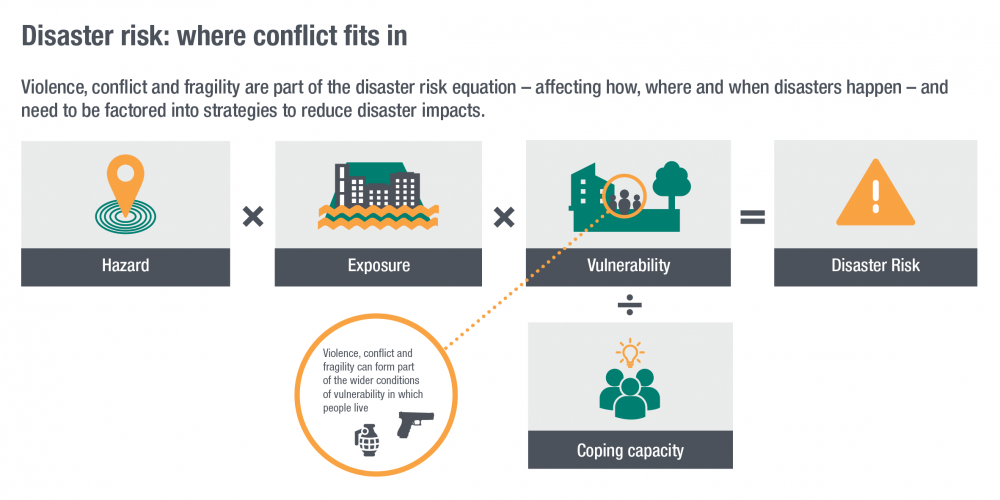 Disaster risk: where conflict fits in
Violence, conflict and fragility are part of the disaster risk equation – affecting how, where and when disasters happen – and
need to be factored into strategies to reduce disaster impacts.
Hazard
×
Exposure
×
Vulnerability
=
Disaster Risk
÷
Violence, conflict and
fragility can form part
of the wider conditions
of vulnerability in which
people live
Coping capacity